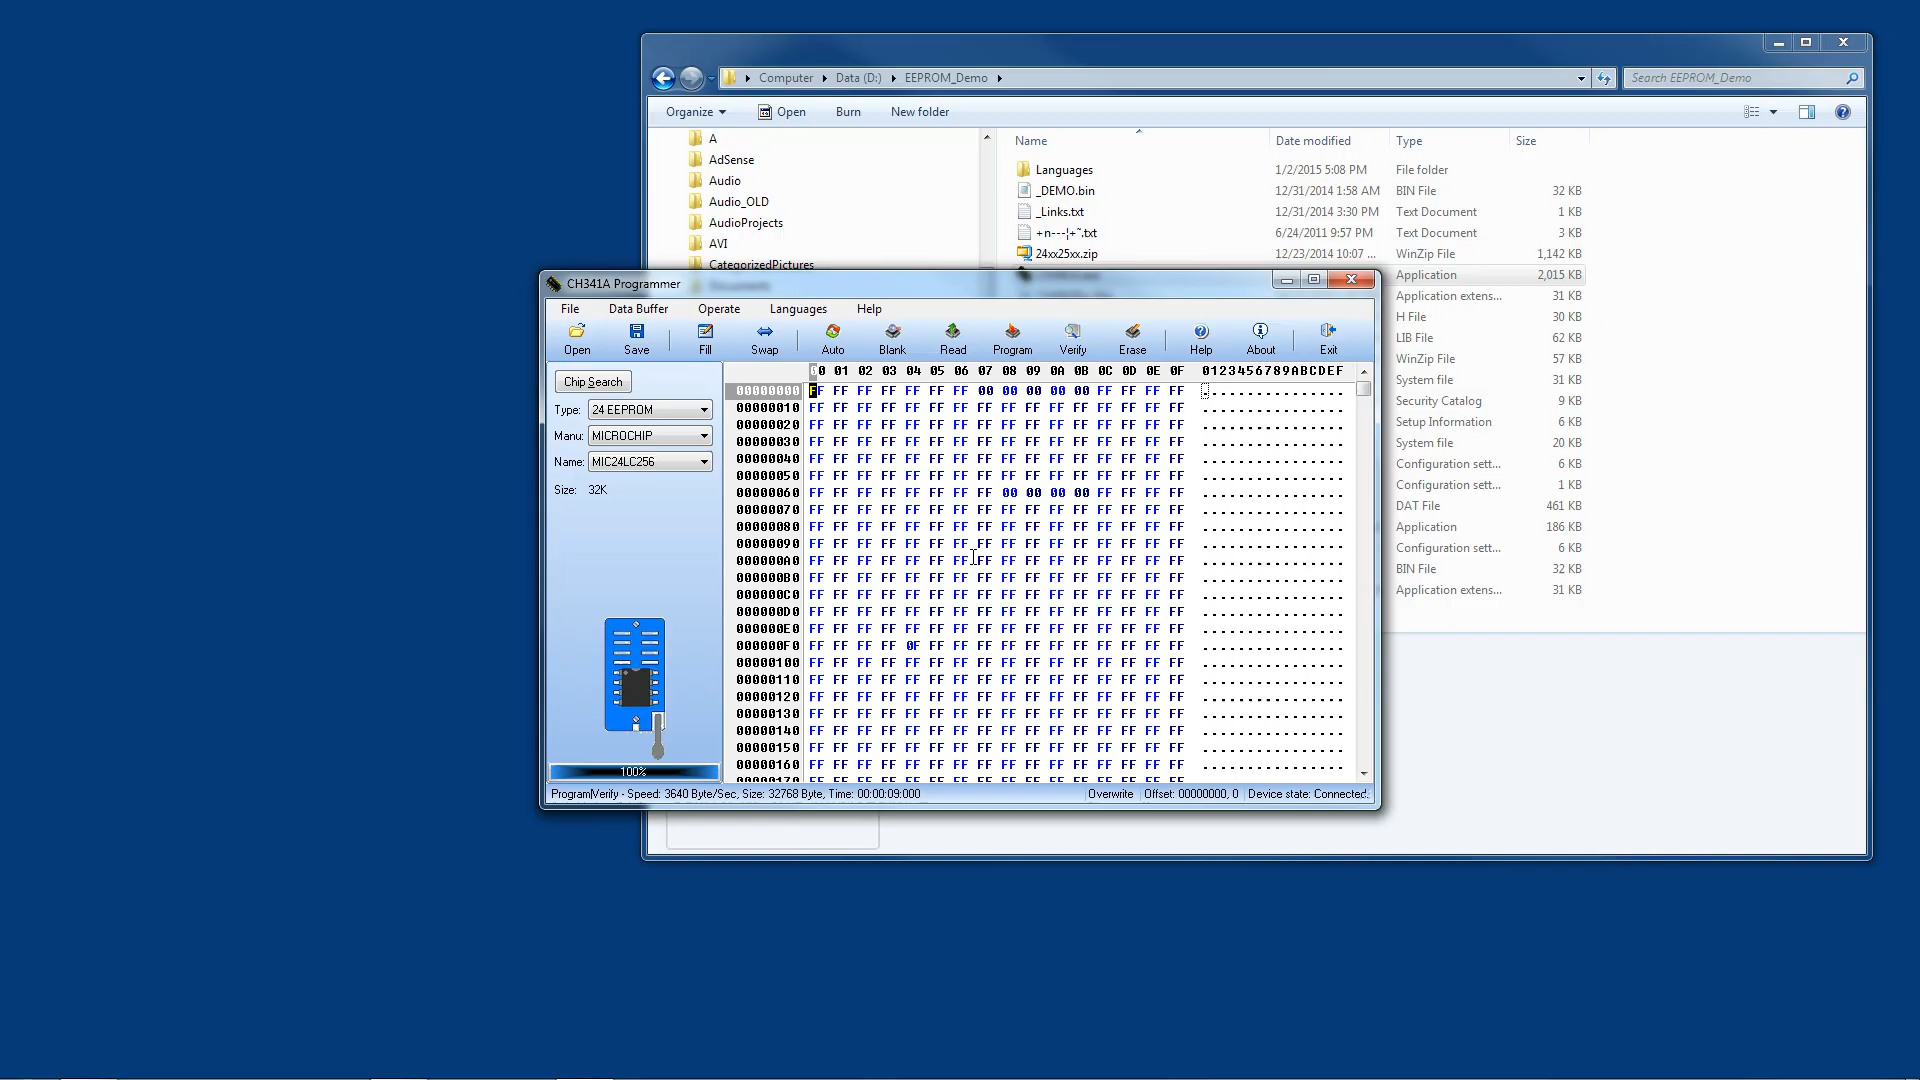 Computer Data (D:) EEPROM_Demo Search EEPROM_Demo
Organize Open Burn New folder
Name Date modified Type Size
A
AdSense
Audio
Audio_OLD
AudioProjects
AVI
CategorizedPictures
Documents
Languages 1/2/2015 5:08 PM File folder
_DEMO.bin 12/31/2014 1:58 AM BIN File 32 KB
_Links.txt 12/31/2014 3:30 PM Text Document 1 KB
+n---¦+˜.txt 6/24/2011 9:57 PM Text Document 3 KB
24xx25xx.zip 12/23/2014 10:07 ... WinZip File 1,142 KB
Application 2,015 KB
Application extens... 31 KB
H File 30 KB
LIB File 62 KB
WinZip File 57 KB
System file 31 KB
Security Catalog 9 KB
Setup Information 6 KB
System file 20 KB
Configuration sett... 6 KB
Configuration sett... 1 KB
DAT File 461 KB
Application 186 KB
Configuration sett... 6 KB
BIN File 32 KB
Application extens... 31 KB
CH341A Programmer
File Data Buffer Operate Languages Help
Open Save Fill Swap Auto Blank Read Program Verify Erase Help About Exit
Chip Search
Type: 24 EEPROM
Manu: MICROCHIP
Name: MIC24LC256
Size: 32K
100%
00 01 02 03 04 05 06 07 08 09 0A 0B 0C 0D 0E 0F 0123456789ABCDEF
00000000 FF FF FF FF FF FF FF 00 00 00 00 00 FF FF FF FF ................
00000010 FF FF FF FF FF FF FF FF FF FF FF FF FF FF FF FF ................
00000020 FF FF FF FF FF FF FF FF FF FF FF FF FF FF FF FF ................
00000030 FF FF FF FF FF FF FF FF FF FF FF FF FF FF FF FF ................
00000040 FF FF FF FF FF FF FF FF FF FF FF FF FF FF FF FF ................
00000050 FF FF FF FF FF FF FF FF FF FF FF FF FF FF FF FF ................
00000060 FF FF FF FF FF FF FF FF 00 00 00 00 FF FF FF FF ................
00000070 FF FF FF FF FF FF FF FF FF FF FF FF FF FF FF FF ................
00000080 FF FF FF FF FF FF FF FF FF FF FF FF FF FF FF FF ................
00000090 FF FF FF FF FF FF FF FF FF FF FF FF FF FF FF FF ................
000000A0 FF FF FF FF FF FF FF FF FF FF FF FF FF FF FF FF ................
000000B0 FF FF FF FF FF FF FF FF FF FF FF FF FF FF FF FF ................
000000C0 FF FF FF FF FF FF FF FF FF FF FF FF FF FF FF FF ................
000000D0 FF FF FF FF FF FF FF FF FF FF FF FF FF FF FF FF ................
000000E0 FF FF FF FF FF FF FF FF FF FF FF FF FF FF FF FF ................
000000F0 FF FF FF FF 0F FF FF FF FF FF FF FF FF FF FF FF ................
00000100 FF FF FF FF FF FF FF FF FF FF FF FF FF FF FF FF ................
00000110 FF FF FF FF FF FF FF FF FF FF FF FF FF FF FF FF ................
00000120 FF FF FF FF FF FF FF FF FF FF FF FF FF FF FF FF ................
00000130 FF FF FF FF FF FF FF FF FF FF FF FF FF FF FF FF ................
00000140 FF FF FF FF FF FF FF FF FF FF FF FF FF FF FF FF ................
00000150 FF FF FF FF FF FF FF FF FF FF FF FF FF FF FF FF ................
00000160 FF FF FF FF FF FF FF FF FF FF FF FF FF FF FF FF ................
00000170 FF FF FF FF FF FF FF FF FF FF FF FF FF FF FF FF
Program|Verify - Speed: 3640 Byte/Sec, Size: 32768 Byte, Time: 00:00:09:000 Overwrite Offset: 00000000, 0 Device state: Connected.